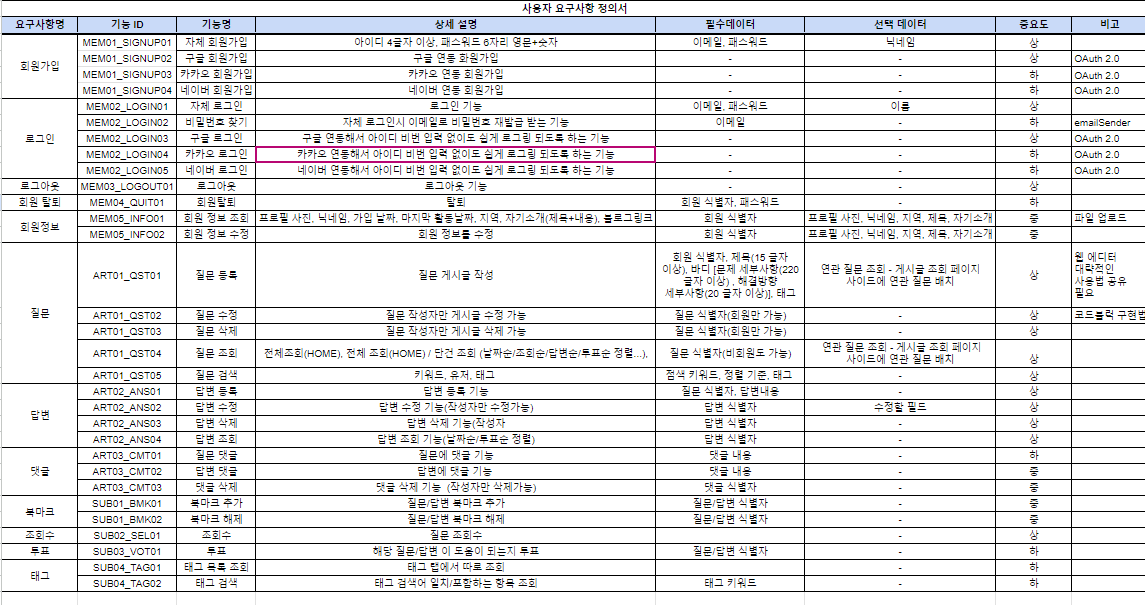 사용자 요구사항 정의서
요구사항명 기능 ID 기능명 상세 설명 필수데이터 선택 데이터 중요도 비고
회원가입
MEM01_SIGNUP01 자체 회원가입 아이디 4글자 이상, 패스워드 6자리 영문+숫자 이메일, 패스워드 닉네임 상
MEM01_SIGNUP02 구글 회원가입 구글 연동 회원가입 - - 상 OAuth 2.0
MEM01_SIGNUP03 카카오 회원가입 카카오 연동 회원가입 - - 하 OAuth 2.0
MEM01_SIGNUP04 네이버 회원가입 네이버 연동 회원가입 - - 하 OAuth 2.0
로그인
MEM02_LOGIN01 자체 로그인 로그인 기능 이메일, 패스워드 이름 상
MEM02_LOGIN02 비밀번호 찾기 자체 로그인시 이메일로 비밀번호 재발급 받는 기능 이메일 - 하 emailSender
MEM02_LOGIN03 구글 로그인 구글 연동해서 아이디 비번 입력 없이도 쉽게 로그링 되도록 하는 기능 - - 상 OAuth 2.0
MEM02_LOGIN04 카카오 로그인 카카오 연동해서 아이디 비번 입력 없이도 쉽게 로그링 되도록 하는 기능 - - 하 OAuth 2.0
MEM02_LOGIN05 네이버 로그인 네이버 연동해서 아이디 비번 입력 없이도 쉽게 로그링 되도록 하는 기능 - - 하 OAuth 2.0
로그아웃 MEM03_LOGOUT01 로그아웃 로그아웃 기능 - - 상
회원 탈퇴 MEM04_QUIT01 회원탈퇴 탈퇴 회원 식별자, 패스워드 - 하
회원정보
MEM05_INFO01 회원 정보 조회 프로필 사진, 닉네임, 가입 날짜, 마지막 활동날짜, 지역, 자기소개(제목+내용), 블로그링크 회원 식별자 프로필 사진, 닉네임, 지역, 제목, 자기소개 중 파일 업로드
MEM05_INFO02 회원 정보 수정 회원 정보를 수정 회원 식별자 프로필 사진, 닉네임, 지역, 제목, 자기소개 중
질문
ART01_QST01 질문 등록 질문 게시글 작성
회원 식별자, 제목(15 글자
이상), 바디 [문제 세부사항(220
글자 이상) , 해결방향
세부사항(20 글자 이상)], 태그
연관 질문 조회 - 게시글 조회 페이지
사이드에 연관 질문 배치
상
웹 에디터
대략적인
사용법 공유
필요
ART01_QST02 질문 수정 질문 작성자만 게시글 수정 가능 질문 식별자(회원만 가능) - 상 코드블럭 구현법
ART01_QST03 질문 삭제 질문 작성자만 게시글 삭제 가능 질문 식별자(회원만 가능) - 상
ART01_QST04 질문 조회 전체조회(HOME), 전체 조회(HOME) / 단건 조회 (날짜순/조회순/답변순/투표순 정렬...), 질문 식별자(비회원도 가능)
연관 질문 조회 - 게시글 조회 페이지
사이드에 연관 질문 배치
상
ART01_QST05 질문 검색 키워드, 유저, 태그 점색 키워드, 정렬 기준, 태그 - 상
답변
ART02_ANS01 답변 등록 답변 등록 기능 질문 식별자, 답변내용 - 상
ART02_ANS02 답변 수정 답변 수정 기능(작성자만 수정가능) 답변 식별자 수정할 필드 상
ART02_ANS03 답변 삭제 답변 삭제 기능(작성자 답변 식별자 - 상
ART02_ANS04 답변 조회 답변 조회 기능(날짜순/투표순 정렬) 답변 식별자 - 상
댓글
ART03_CMT01 질문 댓글 질문에 댓글 기능 댓글 내용 - 하
ART03_CMT02 답변 댓글 답변에 댓글 기능 댓글 내용 - 중
ART03_CMT03 댓글 삭제 댓글 삭제 기능 (작성자만 삭제가능) 댓글 식별자 - 중
북마크
SUB01_BMK01 북마크 추가 질문/답변 북마크 추가 질문/답변 식별자 - 중
SUB01_BMK02 북마크 해제 질문/답변 북마크 해제 질문/답변 식별자 - 중
조회수 SUB02_SEL01 조회수 질문 조회수 - 상
투표 SUB03_VOT01 투표 해당 질문/답변 이 도움이 되는지 투표 질문/답변 식별자 - 하
태그
SUB04_TAG01 태그 목록 조회 태그 탭에서 따로 조회 - 하
SUB04_TAG02 태그 검색 태그 검색어 일치/포함하는 항목 조회 태그 키워드 - 하